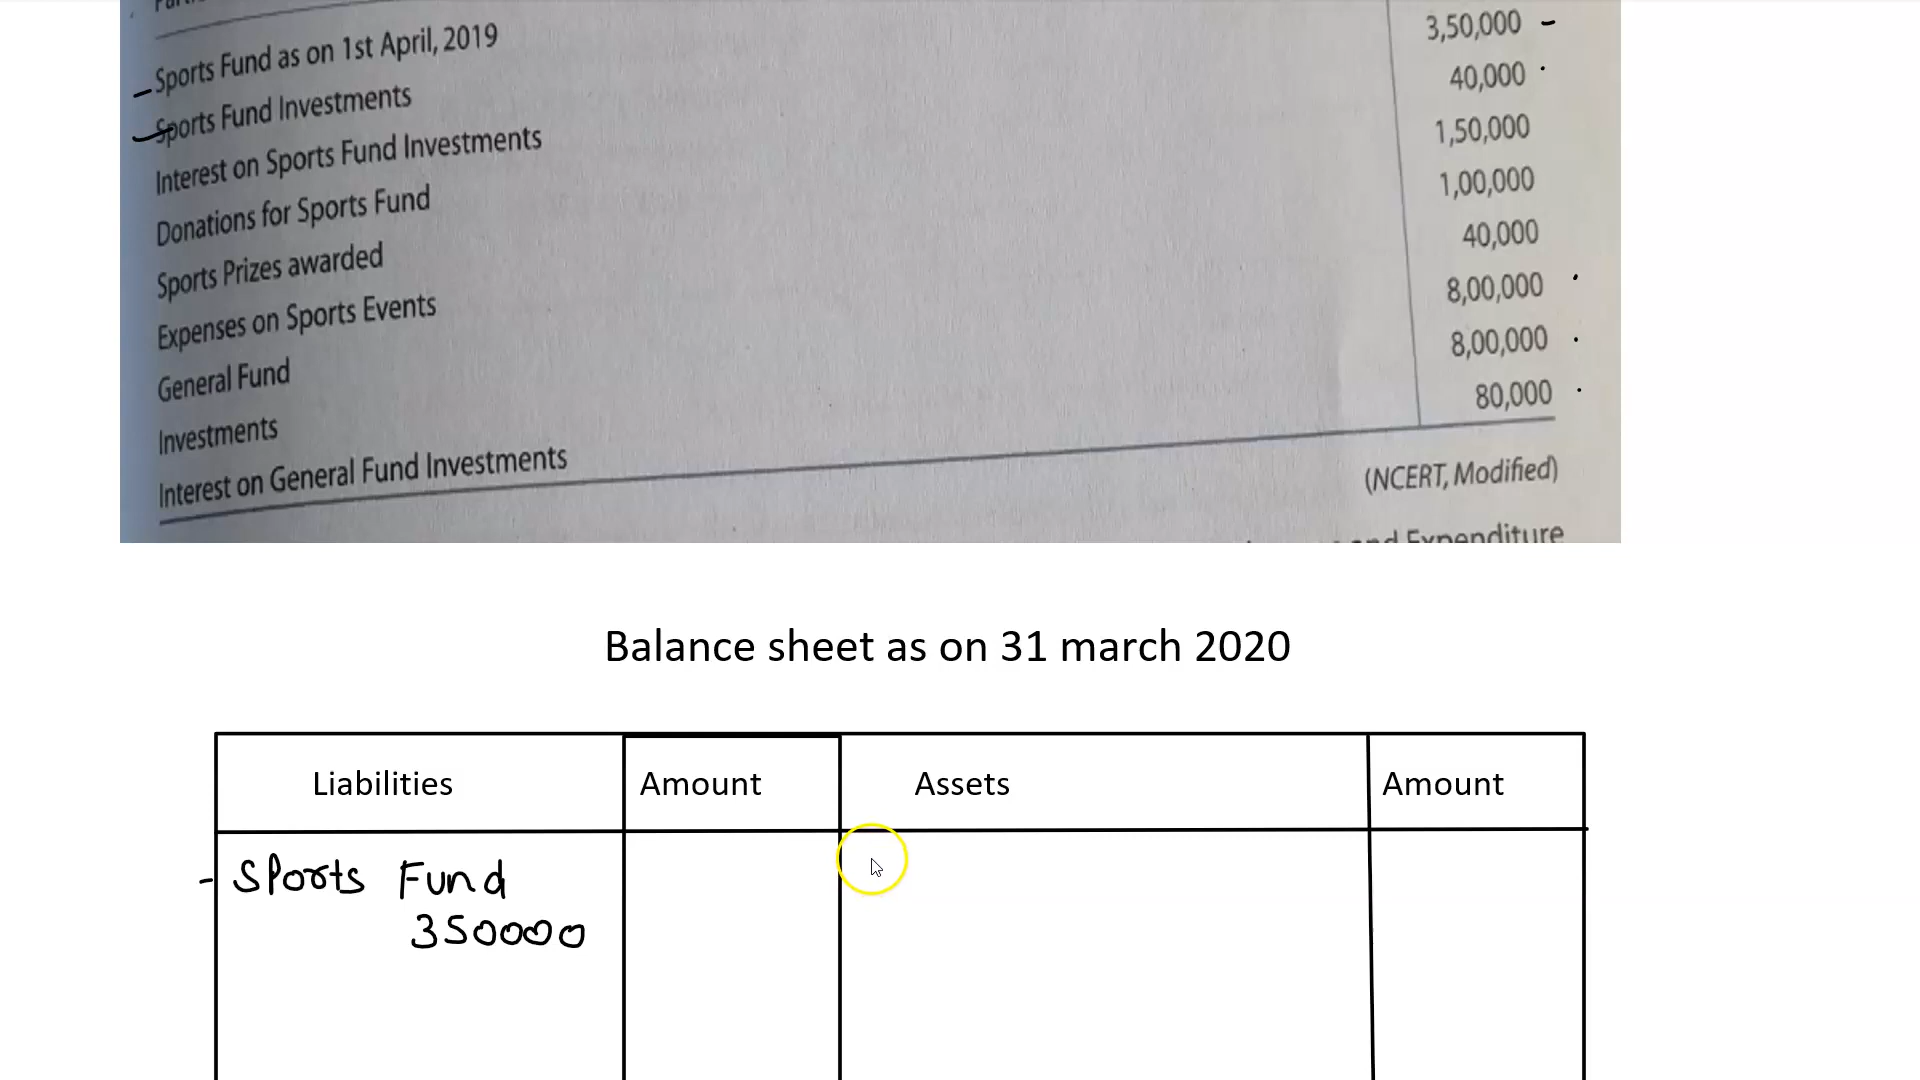 Sports Fund as on 1st April, 2019
3,50,000
Sports Fund Investments
40,000
Interest on Sports Fund Investments
1,50,000
Donations for Sports Fund
1,00,000
Sports Prizes awarded
40,000
Expenses on Sports Events
8,00,000
General Fund
8,00,000
Investments
80,000
Interest on General Fund Investments
(NCERT, Modified)
and Expenditure
Balance sheet as on 31 march 2020
Liabilities Amount Assets Amount
Sports Fund
350000